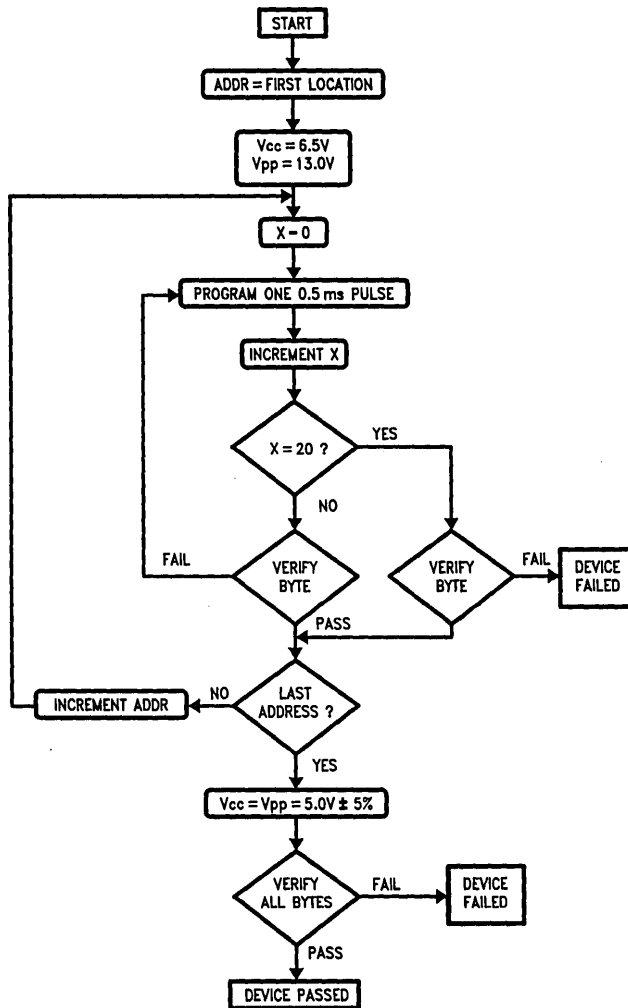 START
ADDR = FIRST LOCATION
Vcc = 6.5V
Vpp = 13.0V
X = 0
PROGRAM ONE 0.5 ms PULSE
INCREMENT X
X = 20 ?
YES
NO
FAIL
VERIFY
BYTE
VERIFY
BYTE
FAIL
DEVICE
FAILED
PASS
INCREMENT ADDR
NO
LAST
ADDRESS ?
YES
Vcc = Vpp = 5.0V ± 5%
VERIFY
ALL BYTES
FAIL
DEVICE
FAILED
PASS
DEVICE PASSED